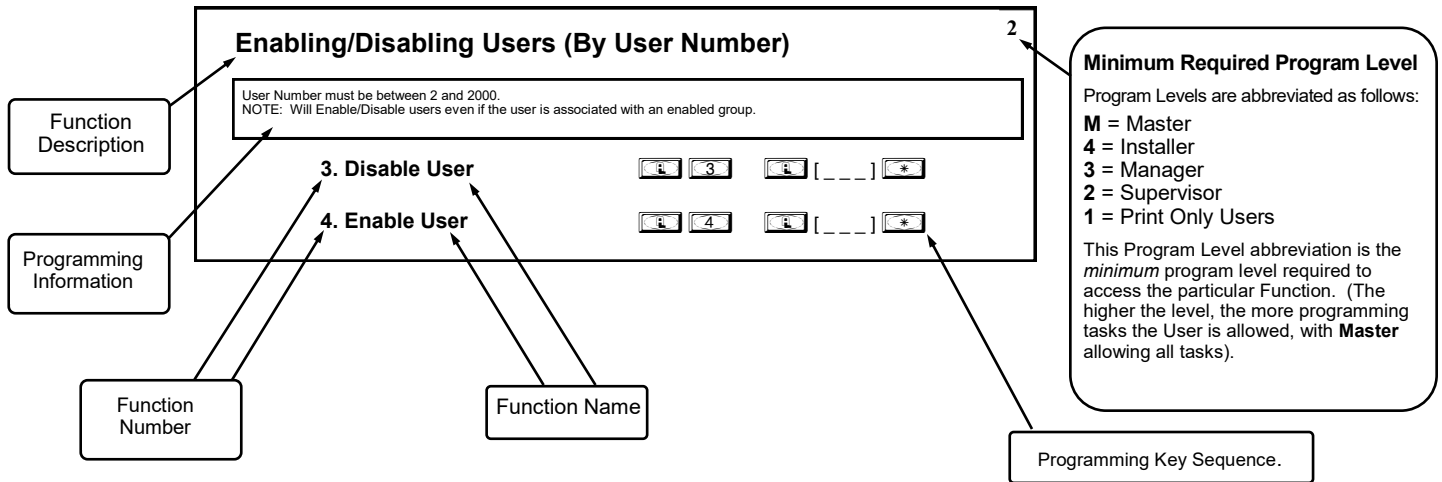 Enabling/Disabling Users (By User Number)
2
User Number must be between 2 and 2000.
NOTE: Will Enable/Disable users even if the user is associated with an enabled group.
3. Disable User 3 [ _ _ _ ] *
4. Enable User 4 [ _ _ _ ] *
Function
Description
Programming
Information
Function
Number
Function Name
Programming Key Sequence.
Minimum Required Program Level
Program Levels are abbreviated as follows:
M = Master
4 = Installer
3 = Manager
2 = Supervisor
1 = Print Only Users
This Program Level abbreviation is the
minimum program level required to
access the particular Function. (The
higher the level, the more programming
tasks the User is allowed, with Master
allowing all tasks).